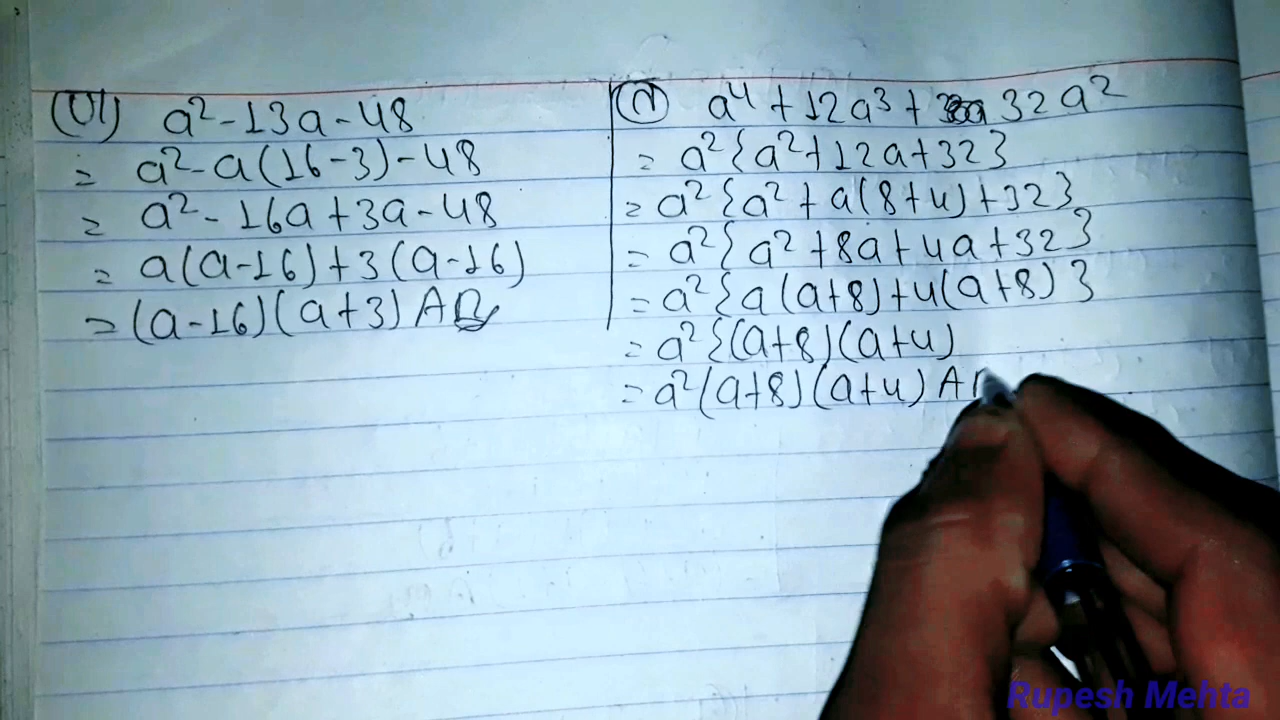 (VI) a² - 13a - 48
= a² - a(16 - 3) - 48
= a² - 16a + 3a - 48
= a(a - 16) + 3(a - 16)
= (a - 16)(a + 3)
a⁴ + 12a³ + 32a²
= a²{a² + 12a + 32}
= a²{a² + a(8 + 4) + 32}
= a²{a² + 8a + 4a + 32}
= a²{a(a + 8) + 4(a + 8)}
= a²{(a + 8)(a + 4)
= a²(a + 8)(a + 4)
Rupesh Mehta